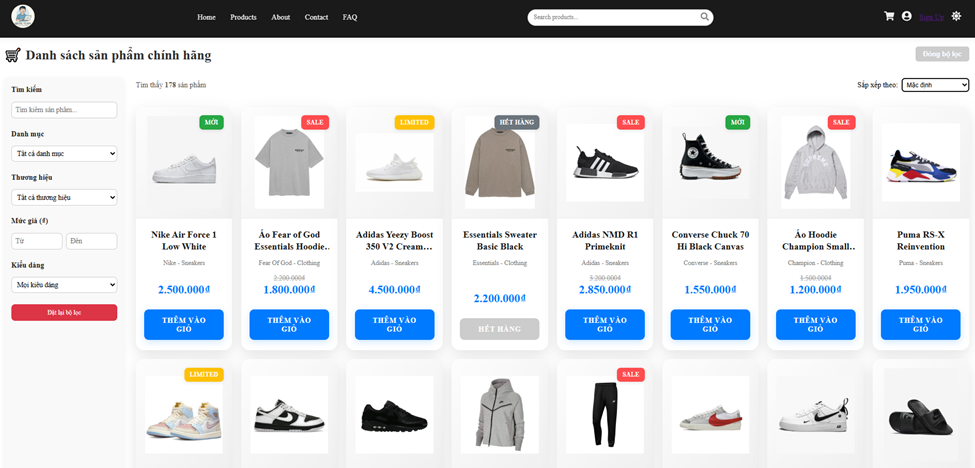 Home Products About Contact FAQ
Search products...
Sign Up
Danh sách sản phẩm chính hãng
Đóng bộ lọc
Tìm kiếm
Tìm kiếm sản phẩm...
Danh mục
Tất cả danh mục
Thương hiệu
Tất cả thương hiệu
Mức giá (₫)
Từ
Đến
Kiểu dáng
Mọi kiểu dáng
Đặt lại bộ lọc
Tìm thấy 178 sản phẩm
Sắp xếp theo:
Mặc định
MỚI
Nike Air Force 1
Low White
Nike - Sneakers
2.500.000₫
THÊM VÀO
GIỎ
SALE
Áo Fear of God
Essentials Hoodie...
Fear Of God - Clothing
2.200.000₫
1.800.000₫
THÊM VÀO
GIỎ
LIMITED
Adidas Yeezy Boost
350 V2 Cream...
Adidas - Sneakers
4.500.000₫
THÊM VÀO
GIỎ
HẾT HÀNG
Essentials Sweater
Basic Black
Essentials - Clothing
2.200.000₫
HẾT HÀNG
SALE
Adidas NMD R1
Primeknit
Adidas - Sneakers
3.200.000₫
2.850.000₫
THÊM VÀO
GIỎ
MỚI
Converse Chuck 70
Hi Black Canvas
Converse - Sneakers
1.550.000₫
THÊM VÀO
GIỎ
SALE
Áo Hoodie
Champion Small...
Champion - Clothing
1.500.000₫
1.200.000₫
THÊM VÀO
GIỎ
Puma RS-X
Reinvention
Puma - Sneakers
1.950.000₫
THÊM VÀO
GIỎ
LIMITED
SALE